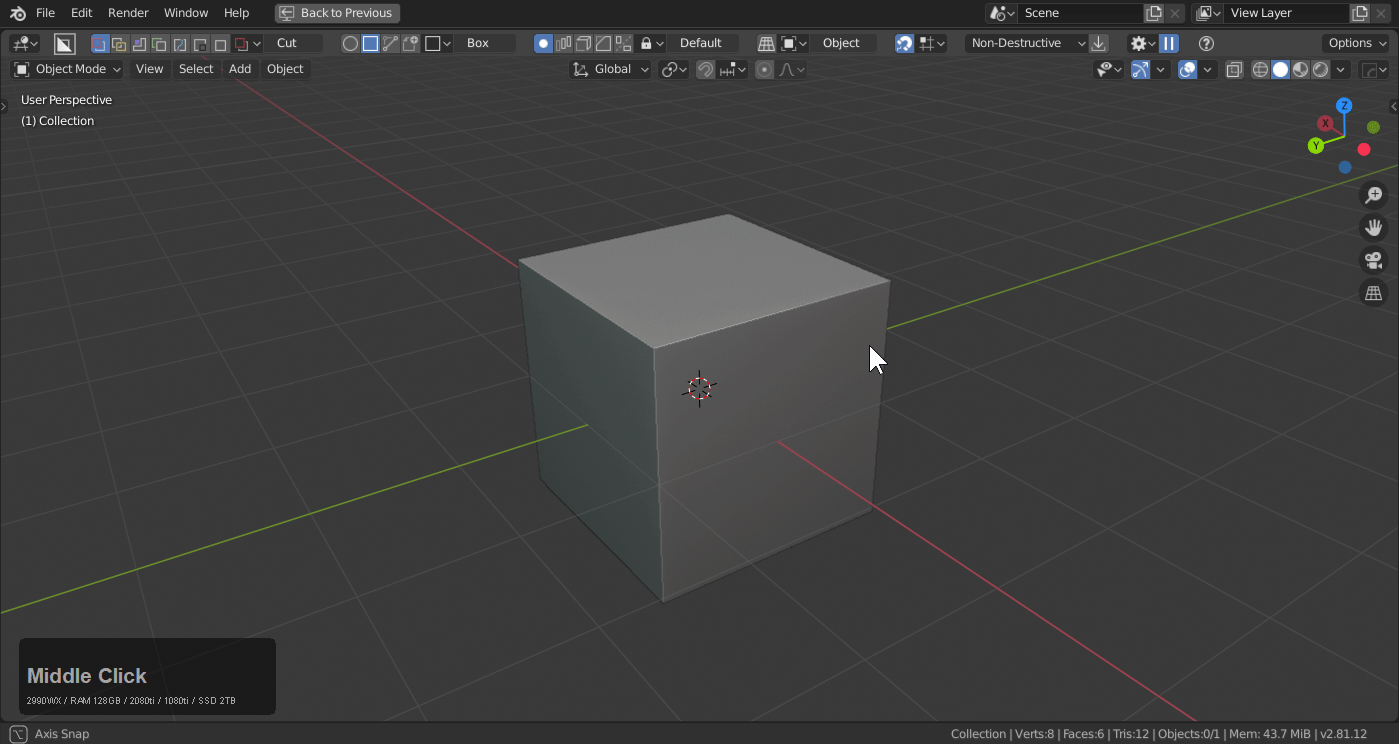 File Edit Render Window Help Back to Previous Scene View Layer
Cut Box Default Object Non-Destructive Options
Object Mode View Select Add Object Global
User Perspective
(1) Collection
Z
X
Y
Middle Click
2990WX / RAM 128GB / 2080ti / 1080ti / SSD 2TB
Axis Snap Collection | Verts:8 | Faces:6 | Tris:12 | Objects:0/1 | Mem: 43.7 MiB | v2.81.12